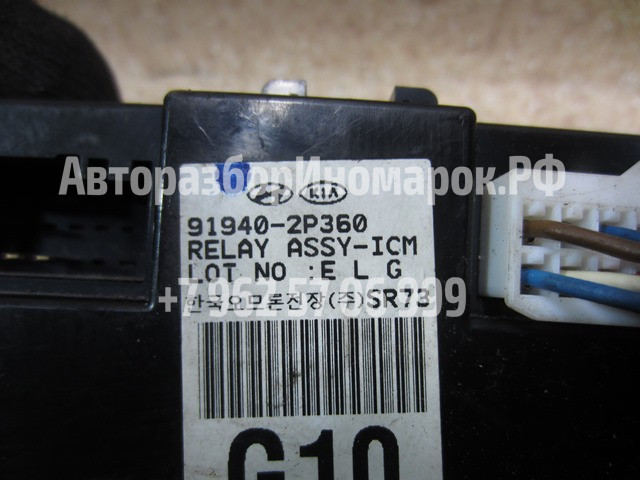 АвторазборИномарок.РФ
KIA
91940-2P360
RELAY ASSY-ICM
LOT NO :E L G
한국오므론전장(주)SR73
G10